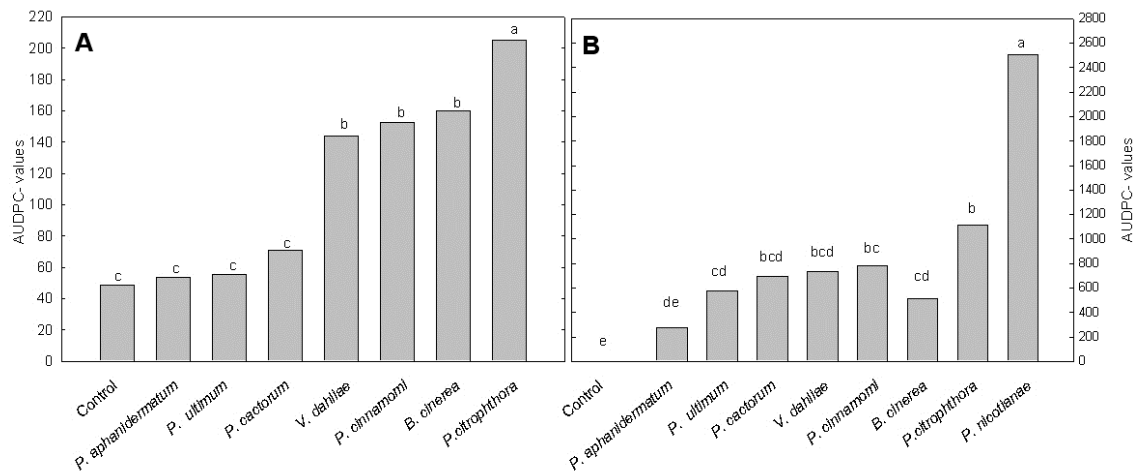 A
AUDPC- values
220
200
180
160
140
120
100
80
60
40
20
0
c
c
c
c
b
b
b
a
Control
P. aphanidermatum
P. ultimum
P. cactorum
V. dahliae
P. cinnamomi
B. cinerea
P.citrophthora
B
e
de
cd
bcd
bcd
bc
cd
b
a
Control
P. aphanidermatum
P. ultimum
P. cactorum
V. dahliae
P. cinnamomi
B. cinerea
P.citrophthora
P. nicotianae
2800
2600
2400
2200
2000
1800
1600
1400
1200
1000
800
600
400
200
0
AUDPC- values